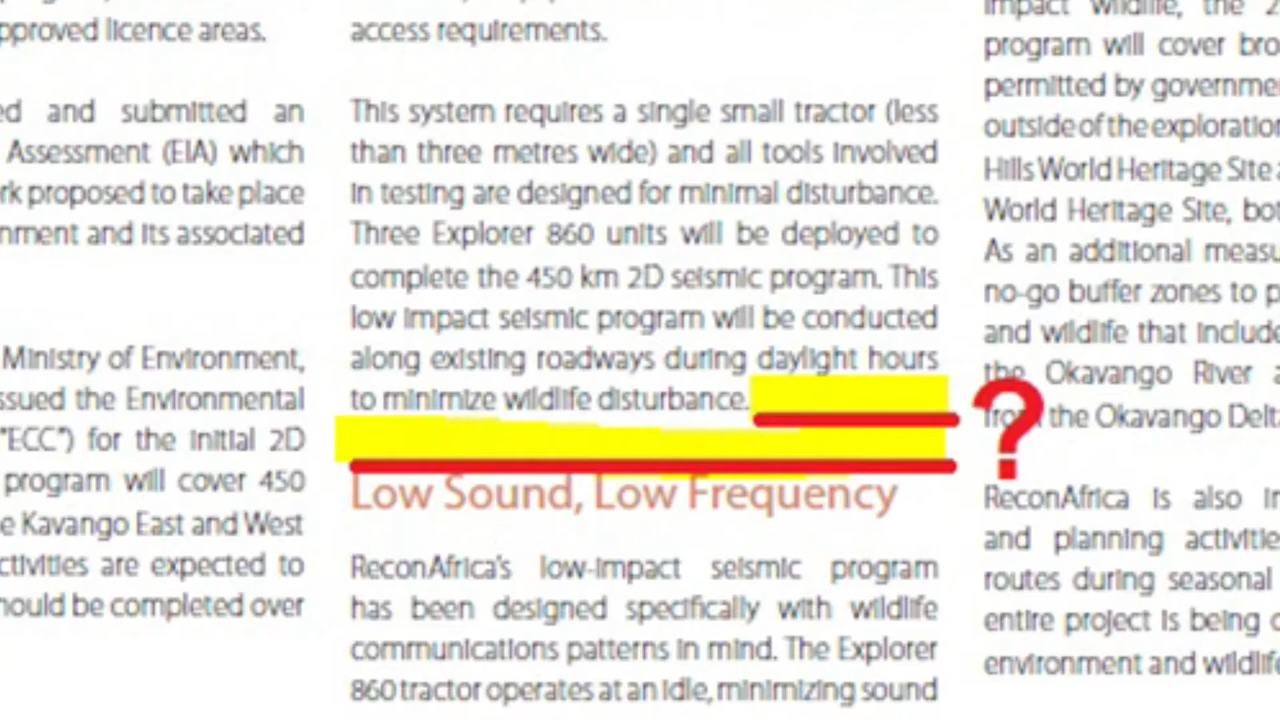 pproved licence areas.
ed and submitted an
Assessment (EIA) which
rk proposed to take place
nment and its associated
Ministry of Environment,
ssued the Environmental
"ECC") for the initial 2D
program will cover 450
e Kavango East and West
ctivities are expected to
hould be completed over
access requirements.
This system requires a single small tractor (less
than three metres wide) and all tools involved
in testing are designed for minimal disturbance.
Three Explorer 860 units will be deployed to
complete the 450 km 2D seismic program. This
low impact seismic program will be conducted
along existing roadways during daylight hours
to minimize wildlife disturbance.
Low Sound, Low Frequency
ReconAfrica's low-impact seismic program
has been designed specifically with wildlife
communications patterns in mind. The Explorer
860 tractor operates at an idle, minimizing sound
impact wildlife, the 2
program will cover bro
permitted by governme
outside of the exploration
Hills World Heritage Site a
World Heritage Site, bot
As an additional measu
no-go buffer zones to p
and wildlife that include
the Okavango River a
from the Okavango Delt
?
ReconAfrica is also in
and planning activitie
routes during seasonal
entire project is being c
environment and wildlife